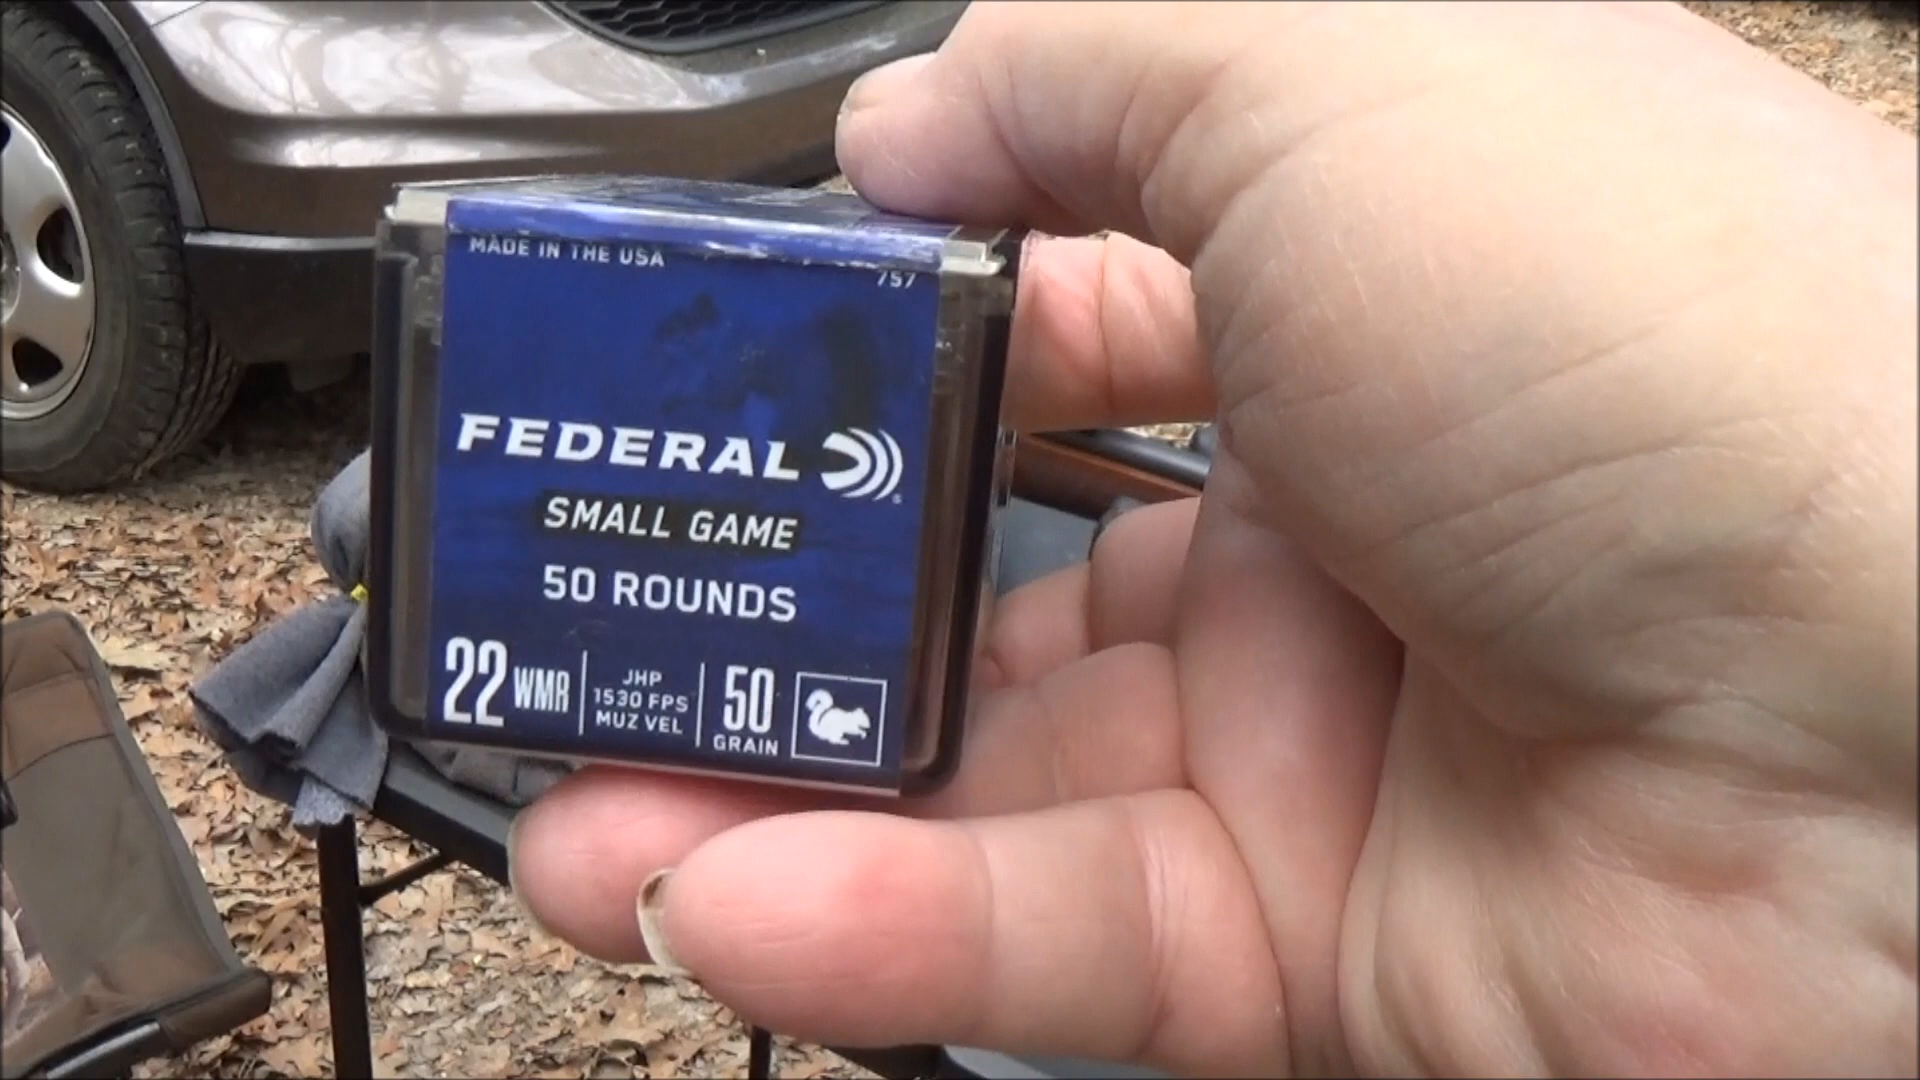 MADE IN THE USA
757
FEDERAL
SMALL GAME
50 ROUNDS
22 WMR
JHP
1530 FPS
MUZ VEL
50
GRAIN